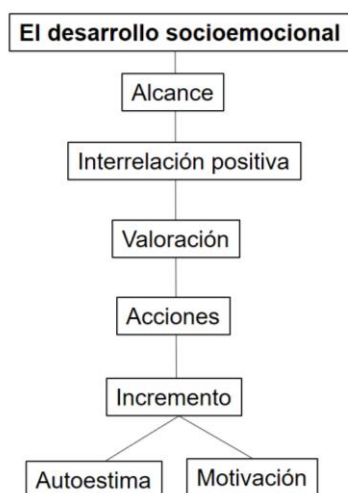 El desarrollo socioemocional
Alcance
Interrelación positiva
Valoración
Acciones
Incremento
Autoestima
Motivación